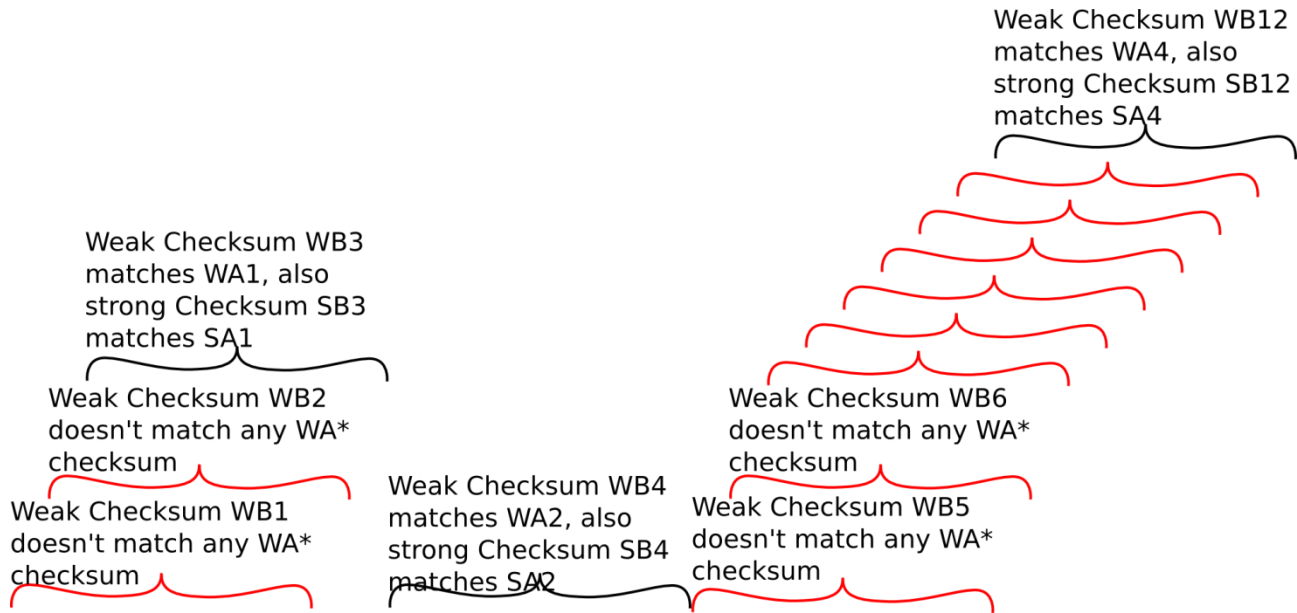 Weak Checksum WB12
matches WA4, also
strong Checksum SB12
matches SA4
Weak Checksum WB3
matches WA1, also
strong Checksum SB3
matches SA1
Weak Checksum WB2
doesn't match any WA*
checksum
Weak Checksum WB6
doesn't match any WA*
checksum
Weak Checksum WB1
doesn't match any WA*
checksum
Weak Checksum WB4
matches WA2, also
strong Checksum SB4
matches SA2
Weak Checksum WB5
doesn't match any WA*
checksum